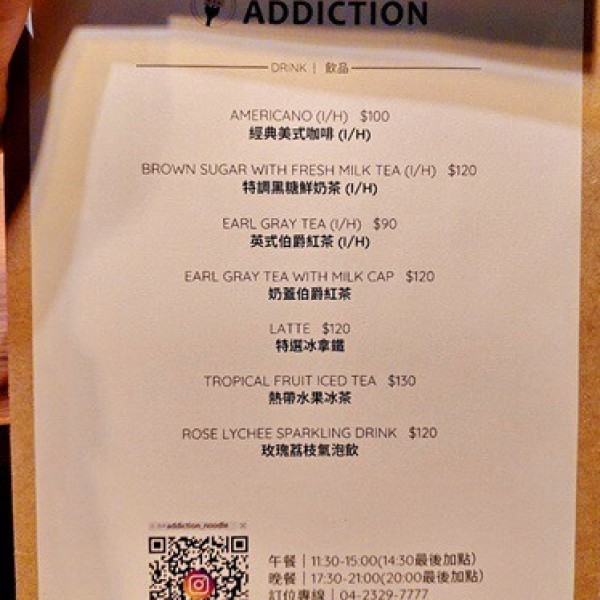 ADDICTION
DRINK | 飲品
AMERICANO (I/H) $100
經典美式咖啡 (I/H)
BROWN SUGAR WITH FRESH MILK TEA (I/H) $120
特調黑糖鮮奶茶 (I/H)
EARL GRAY TEA (I/H) $90
英式伯爵紅茶 (I/H)
EARL GRAY TEA WITH MILK CAP $120
奶蓋伯爵紅茶
LATTE $120
特選冰拿鐵
TROPICAL FRUIT ICED TEA $130
熱帶水果冰茶
ROSE LYCHEE SPARKLING DRINK $120
玫瑰荔枝氣泡飲
addiction_noodle
午餐｜11:30-15:00(14:30最後加點)
晚餐｜17:30-21:00(20:00最後加點)
訂位專線｜04-2329-7777